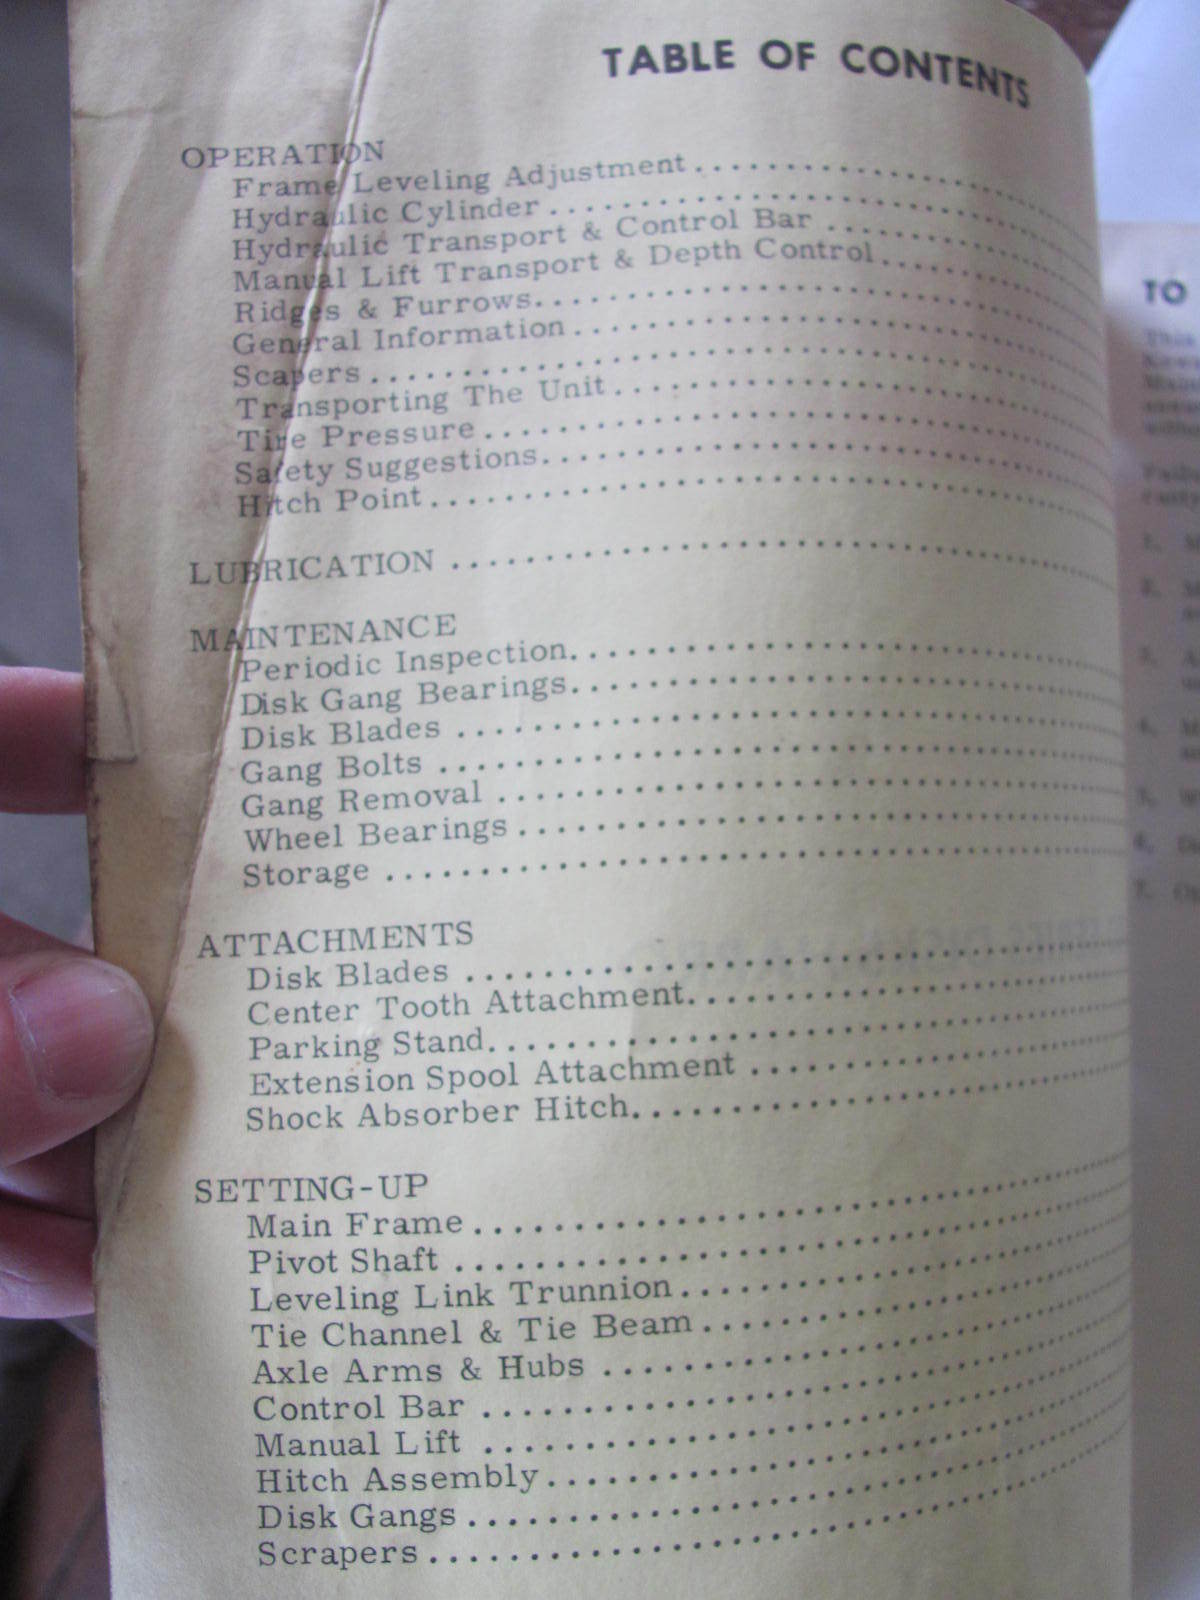 TABLE OF CONTENTS
OPERATION
Frame Leveling Adjustment
Hydraulic Cylinder
Hydraulic Transport & Control Bar
Manual Lift Transport & Depth Control
Ridges & Furrows
General Information
Scapers
Transporting The Unit
Tire Pressure
Safety Suggestions
Hitch Point
LUBRICATION
MAINTENANCE
Periodic Inspection
Disk Gang Bearings
Disk Blades
Gang Bolts
Gang Removal
Wheel Bearings
Storage
ATTACHMENTS
Disk Blades
Center Tooth Attachment
Parking Stand
Extension Spool Attachment
Shock Absorber Hitch
SETTING-UP
Main Frame
Pivot Shaft
Leveling Link Trunnion
Tie Channel & Tie Beam
Axle Arms & Hubs
Control Bar
Manual Lift
Hitch Assembly
Disk Gangs
Scrapers
TO
This